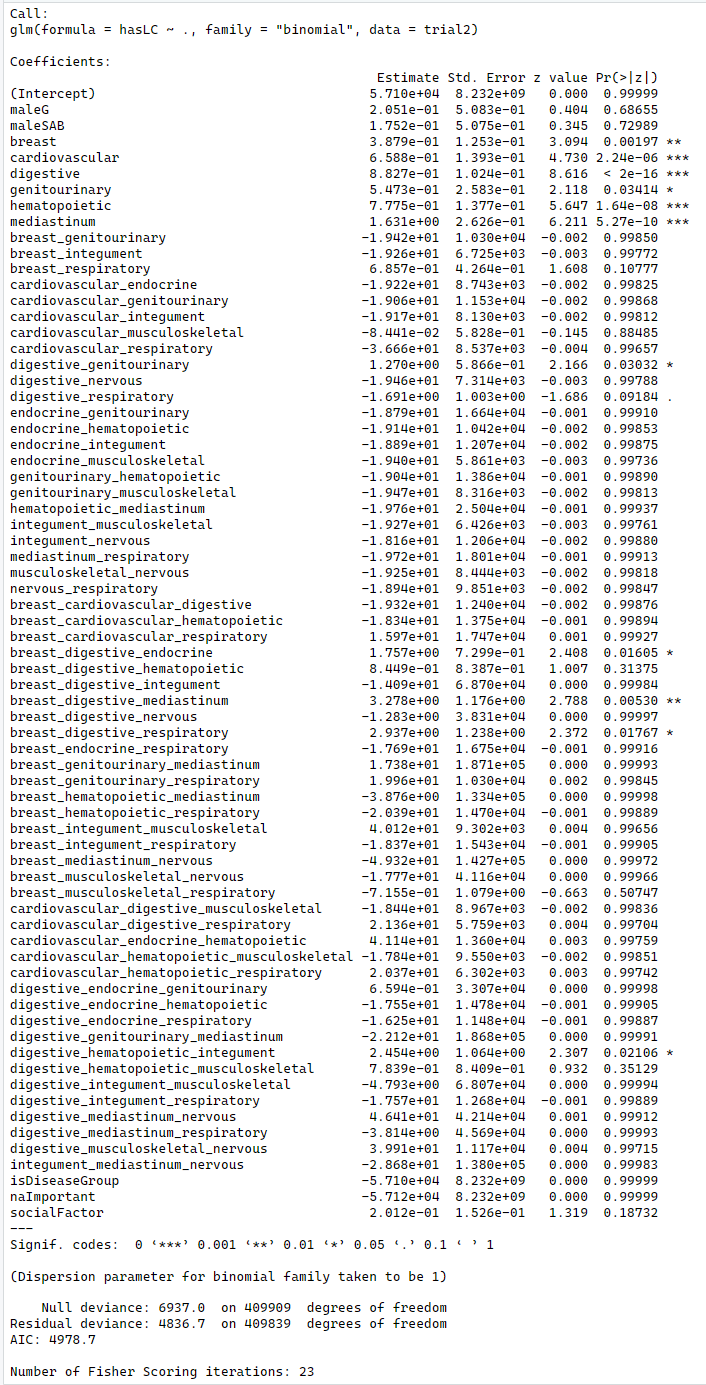 Call:
glm(formula = hasLC ~ ., family = "binomial", data = trial2)

Coefficients:
Estimate Std. Error z value Pr(>|z|)
(Intercept) 5.710e+04 8.232e+09 0.000 0.99999
maleG 2.051e-01 5.083e-01 0.404 0.68655
maleSAB 1.752e-01 5.075e-01 0.345 0.72989
breast 3.879e-01 1.253e-01 3.094 0.00197 **
cardiovascular 6.588e-01 1.393e-01 4.730 2.24e-06 ***
digestive 8.827e-01 1.024e-01 8.616 < 2e-16 ***
genitourinary 5.473e-01 2.583e-01 2.118 0.03414 *
hematopoietic 7.775e-01 1.377e-01 5.647 1.64e-08 ***
mediastinum 1.631e+00 2.626e-01 6.211 5.27e-10 ***
breast_genitourinary -1.942e+01 1.030e+04 -0.002 0.99850
breast_integument -1.926e+01 6.725e+03 -0.003 0.99772
breast_respiratory 6.857e-01 4.264e-01 1.608 0.10777
cardiovascular_endocrine -1.922e+01 8.743e+03 -0.002 0.99825
cardiovascular_genitourinary -1.906e+01 1.153e+04 -0.002 0.99868
cardiovascular_integument -1.917e+01 8.130e+03 -0.002 0.99812
cardiovascular_musculoskeletal -8.441e-02 5.828e-01 -0.145 0.88485
cardiovascular_respiratory -3.666e+01 8.537e+03 -0.004 0.99657
digestive_genitourinary 1.270e+00 5.866e-01 2.166 0.03032 *
digestive_nervous -1.946e+01 7.314e+03 -0.003 0.99788
digestive_respiratory -1.691e+00 1.003e+00 -1.686 0.09184 .
endocrine_genitourinary -1.879e+01 1.664e+04 -0.001 0.99910
endocrine_hematopoietic -1.914e+01 1.042e+04 -0.002 0.99853
endocrine_integument -1.889e+01 1.207e+04 -0.002 0.99875
endocrine_musculoskeletal -1.940e+01 5.861e+03 -0.003 0.99736
genitourinary_hematopoietic -1.904e+01 1.386e+04 -0.001 0.99890
genitourinary_musculoskeletal -1.947e+01 8.316e+03 -0.002 0.99813
hematopoietic_mediastinum -1.976e+01 2.504e+04 -0.001 0.99937
integument_musculoskeletal -1.927e+01 6.426e+03 -0.003 0.99761
integument_nervous -1.816e+01 1.206e+04 -0.002 0.99880
mediastinum_respiratory -1.972e+01 1.801e+04 -0.001 0.99913
musculoskeletal_nervous -1.925e+01 8.444e+03 -0.002 0.99818
nervous_respiratory -1.894e+01 9.851e+03 -0.002 0.99847
breast_cardiovascular_digestive -1.932e+01 1.240e+04 -0.002 0.99876
breast_cardiovascular_hematopoietic -1.834e+01 1.375e+04 -0.001 0.99894
breast_cardiovascular_respiratory 1.597e+01 1.747e+04 0.001 0.99927
breast_digestive_endocrine 1.757e+00 7.299e-01 2.408 0.01605 *
breast_digestive_hematopoietic 8.449e-01 8.387e-01 1.007 0.31375
breast_digestive_integument -1.409e+01 6.870e+04 0.000 0.99984
breast_digestive_mediastinum 3.278e+00 1.176e+00 2.788 0.00530 **
breast_digestive_nervous -1.283e+00 3.831e+04 0.000 0.99997
breast_digestive_respiratory 2.937e+00 1.238e+00 2.372 0.01767 *
breast_endocrine_respiratory -1.769e+01 1.675e+04 -0.001 0.99916
breast_genitourinary_mediastinum 1.738e+01 1.871e+05 0.000 0.99993
breast_genitourinary_respiratory 1.996e+01 1.030e+04 0.002 0.99845
breast_hematopoietic_mediastinum -3.876e+00 1.334e+05 0.000 0.99998
breast_hematopoietic_respiratory -2.039e+01 1.470e+04 -0.001 0.99889
breast_integument_musculoskeletal 4.012e+01 9.302e+03 0.004 0.99656
breast_integument_respiratory -1.837e+01 1.543e+04 -0.001 0.99905
breast_mediastinum_nervous -4.932e+01 1.427e+05 0.000 0.99972
breast_musculoskeletal_nervous -1.777e+01 4.116e+04 0.000 0.99966
breast_musculoskeletal_respiratory -7.155e-01 1.079e+00 -0.663 0.50747
cardiovascular_digestive_musculoskeletal -1.844e+01 8.967e+03 -0.002 0.99836
cardiovascular_digestive_respiratory 2.136e+01 5.759e+03 0.004 0.99704
cardiovascular_endocrine_hematopoietic 4.114e+01 1.360e+04 0.003 0.99759
cardiovascular_hematopoietic_musculoskeletal -1.784e+01 9.550e+03 -0.002 0.99851
cardiovascular_hematopoietic_respiratory 2.037e+01 6.302e+03 0.003 0.99742
digestive_endocrine_genitourinary 6.594e-01 3.307e+04 0.000 0.99998
digestive_endocrine_hematopoietic -1.755e+01 1.478e+04 -0.001 0.99905
digestive_endocrine_respiratory -1.625e+01 1.148e+04 -0.001 0.99887
digestive_genitourinary_mediastinum -2.212e+01 1.868e+05 0.000 0.99991
digestive_hematopoietic_integument 2.454e+00 1.064e+00 2.307 0.02106 *
digestive_hematopoietic_musculoskeletal 7.839e-01 8.409e-01 0.932 0.35129
digestive_integument_musculoskeletal -4.793e+00 6.807e+04 0.000 0.99994
digestive_integument_respiratory -1.757e+01 1.268e+04 -0.001 0.99889
digestive_mediastinum_nervous 4.641e+01 4.214e+04 0.001 0.99912
digestive_mediastinum_respiratory -3.814e+00 4.569e+04 0.000 0.99993
digestive_musculoskeletal_nervous 3.991e+01 1.117e+04 0.004 0.99715
integument_mediastinum_nervous -2.868e+01 1.380e+05 0.000 0.99983
isDiseaseGroup -5.710e+04 8.232e+09 0.000 0.99999
naImportant -5.712e+04 8.232e+09 0.000 0.99999
socialFactor 2.012e-01 1.526e-01 1.319 0.18732
---
Signif. codes: 0 ‘***’ 0.001 ‘**’ 0.01 ‘*’ 0.05 ‘.’ 0.1 ‘ ’ 1

(Dispersion parameter for binomial family taken to be 1)

Null deviance: 6937.0 on 409909 degrees of freedom
Residual deviance: 4836.7 on 409839 degrees of freedom
AIC: 4978.7

Number of Fisher Scoring iterations: 23